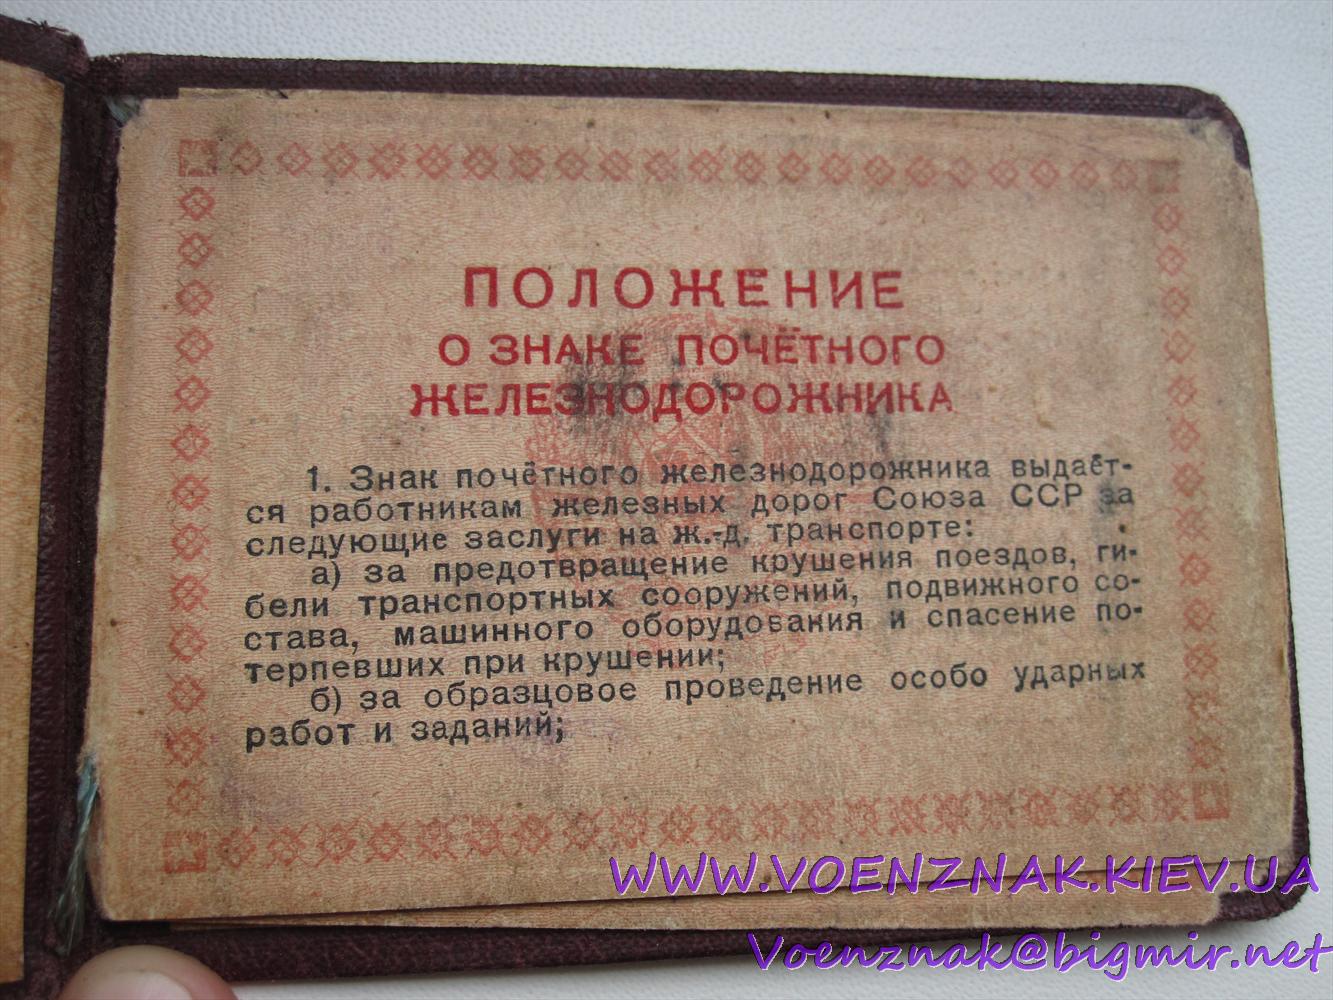 ПОЛОЖЕНИЕ
О ЗНАКЕ ПОЧЁТНОГО
ЖЕЛЕЗНОДОРОЖНИКА
1. Знак почётного железнодорожника выдаёт-
ся работникам железных дорог Союза ССР за
следующие заслуги на ж.-д. транспорте:
а) за предотвращение крушения поездов, ги-
бели транспортных сооружений, подвижного со-
става, машинного оборудования и спасение по-
терпевших при крушении;
б) за образцовое проведение особо ударных
работ и заданий;
WWW.VOENZNAK.KIEV.UA
Voenznak@bigmir.net